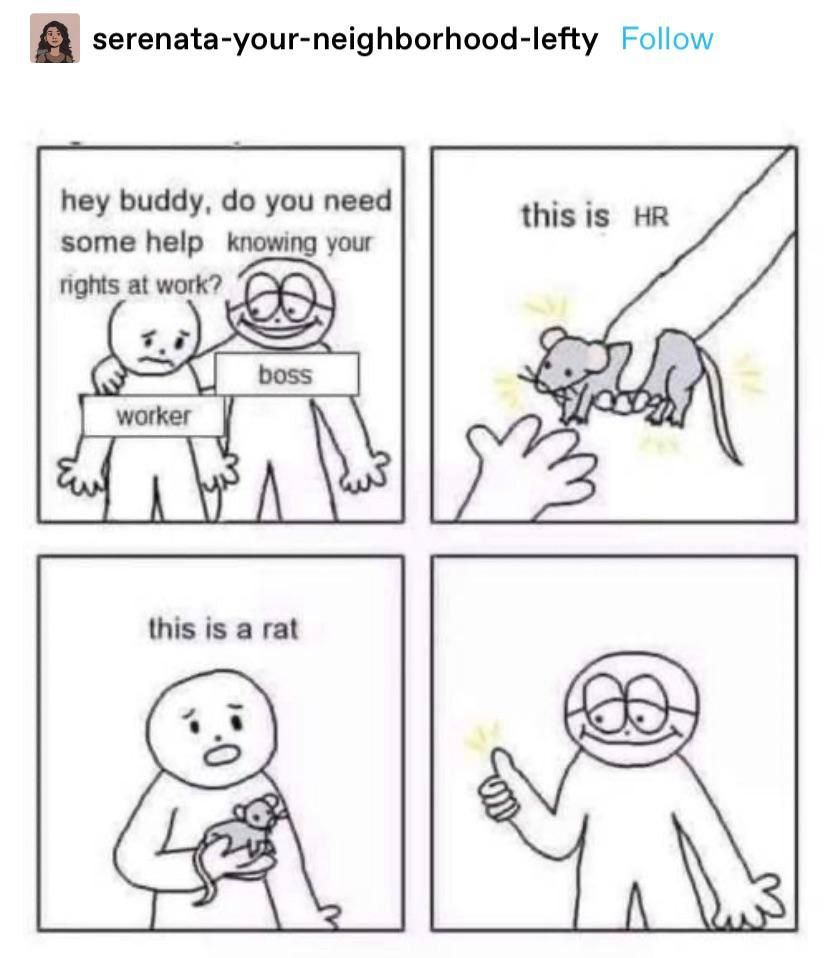 serenata-your-neighborhood-lefty Follow
hey buddy, do you need
some help knowing your
rights at work?
boss
worker
this is HR
this is a rat